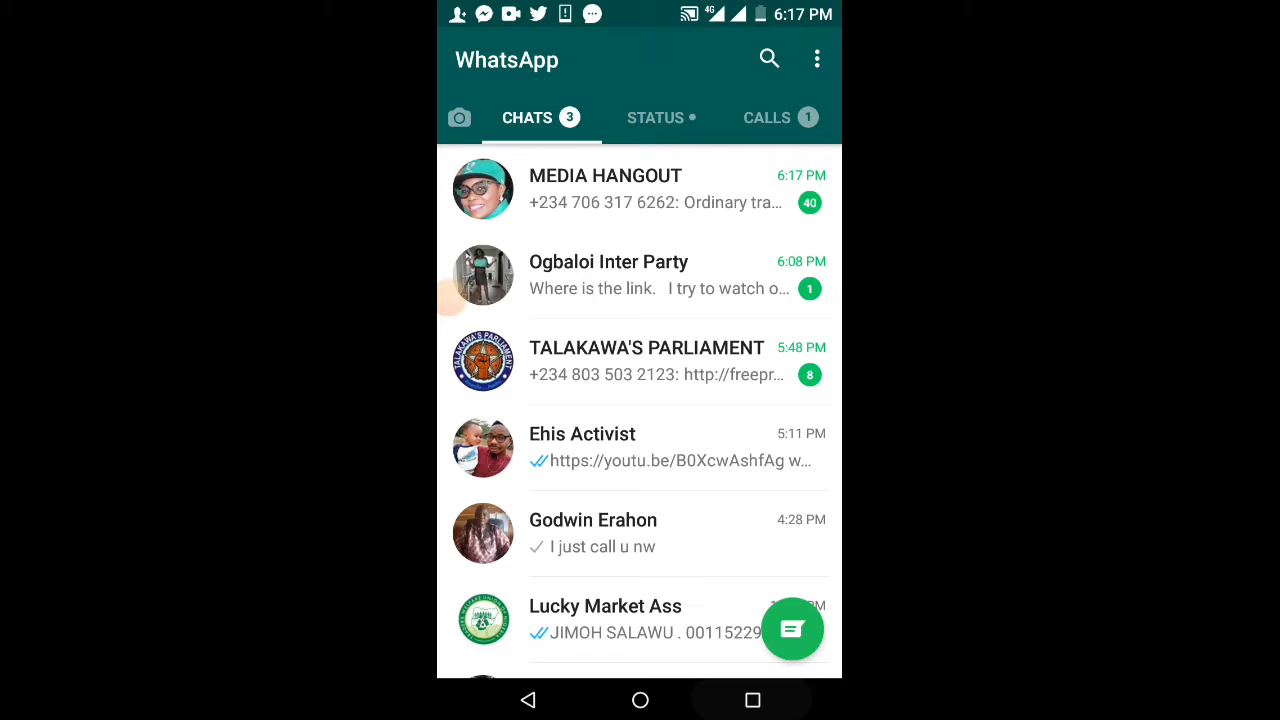 4G 6:17 PM
WhatsApp
CHATS 3 STATUS CALLS 1
MEDIA HANGOUT 6:17 PM
+234 706 317 6262: Ordinary tra... 40
Ogbaloi Inter Party 6:08 PM
Where is the link. I try to watch o... 1
TALAKAWA'S PARLIAMENT 5:48 PM
TALAKAWA'S PARLIAMENT
+234 803 503 2123: http://freepr... 8
Ehis Activist 5:11 PM
https://youtu.be/B0XcwAshfAg w...
Godwin Erahon 4:28 PM
I just call u nw
Lucky Market Ass
JIMOH SALAWU . 00115229